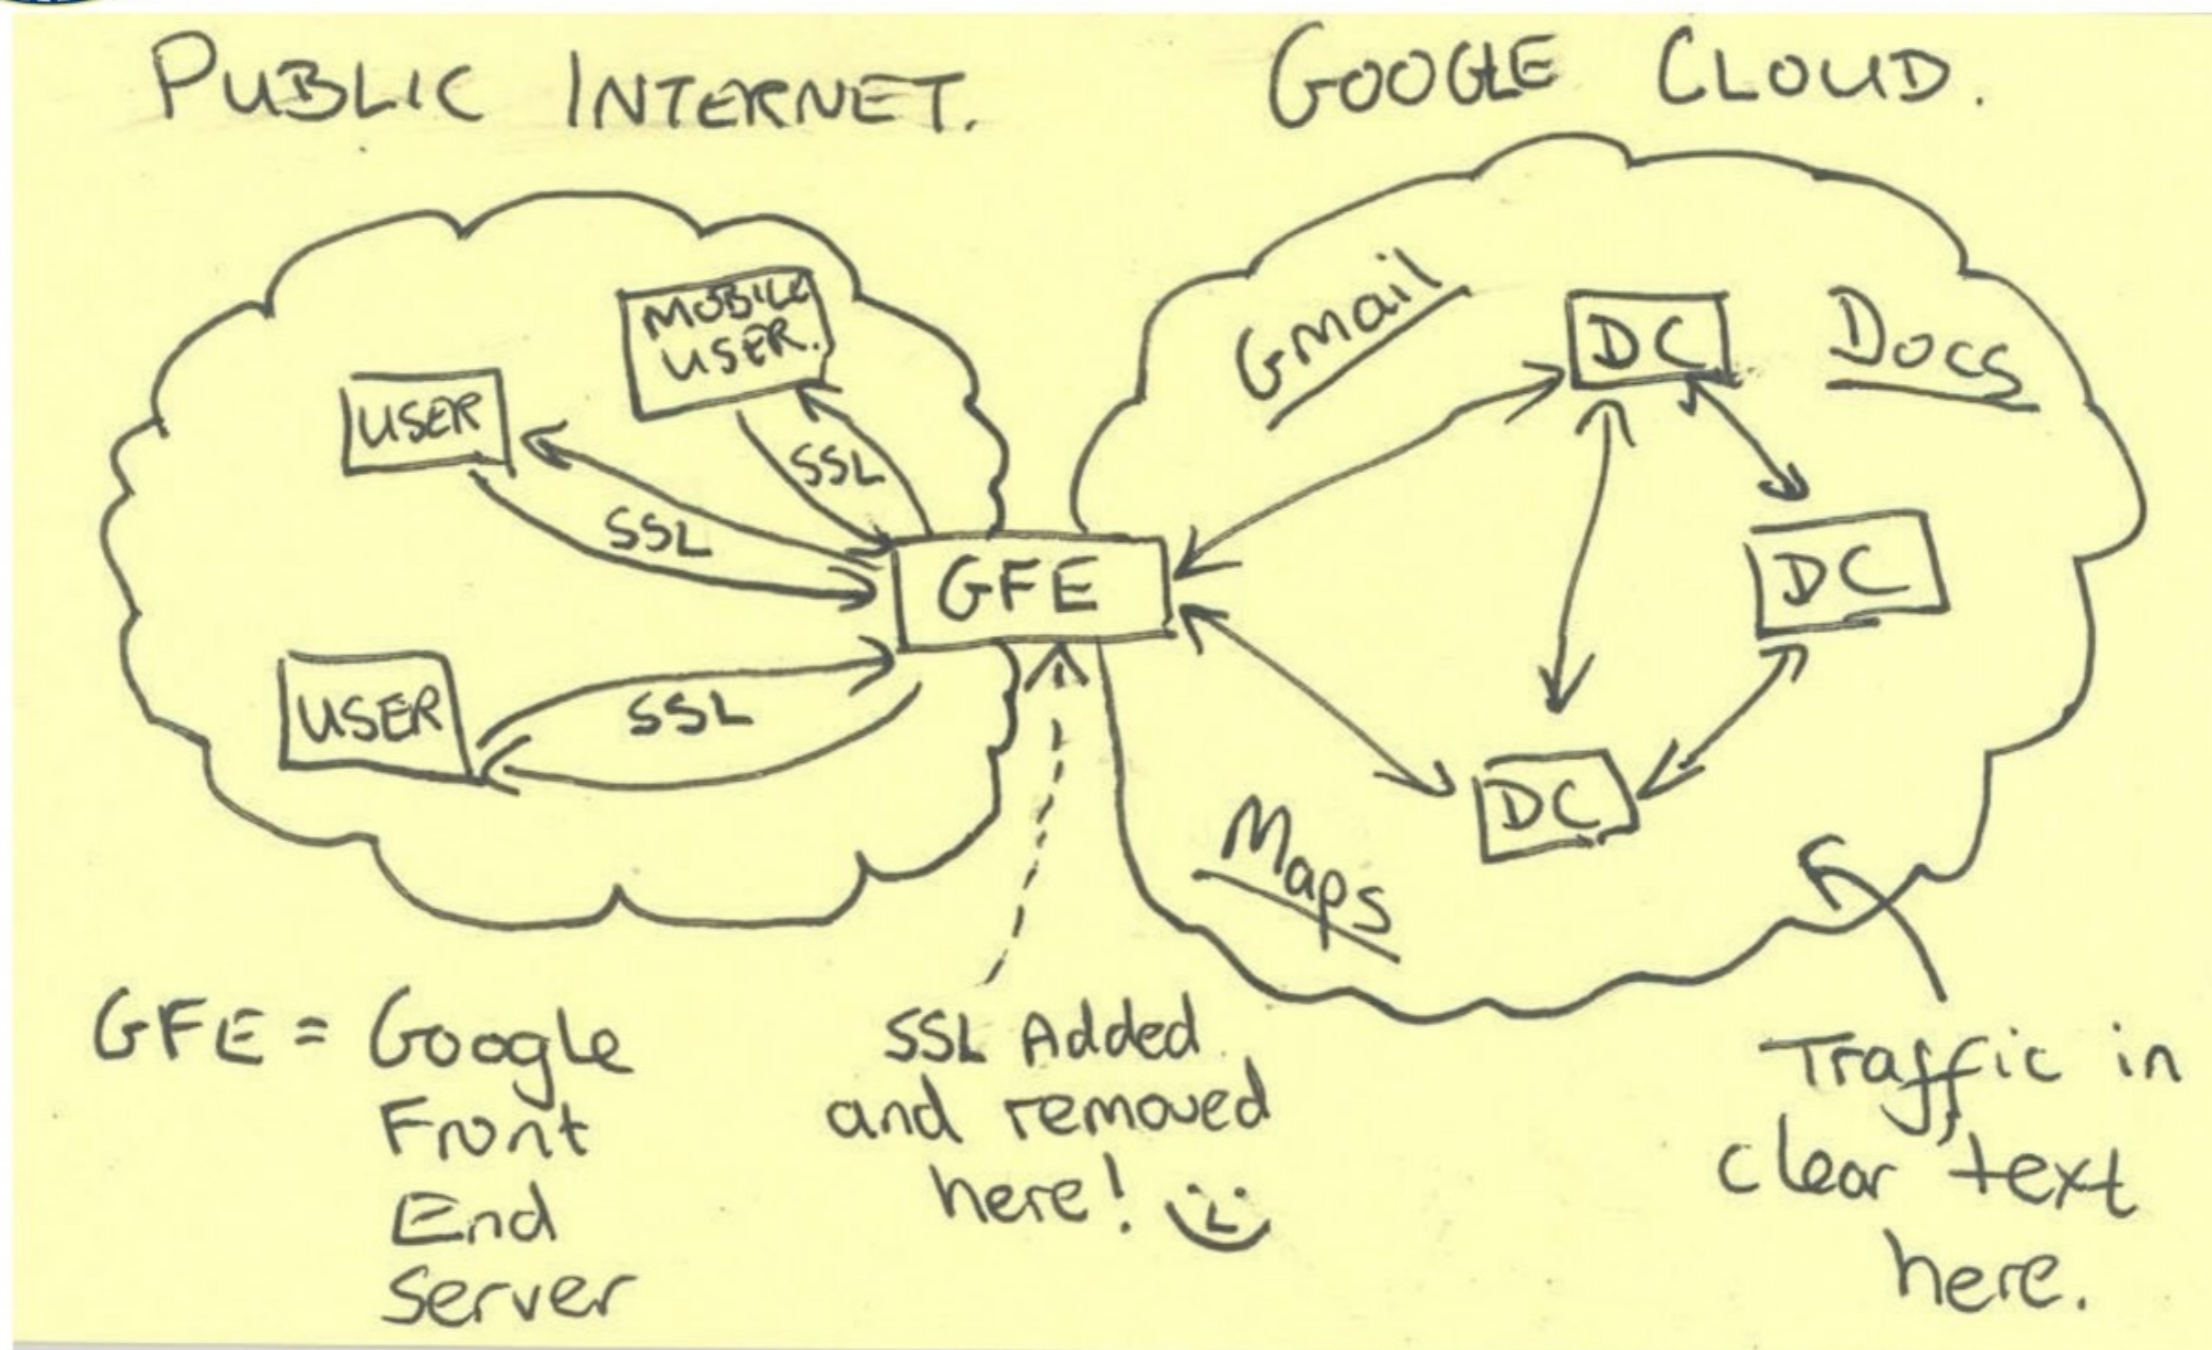 PUBLIC INTERNET.
GOOGLE CLOUD.
MOBILE
USER.
USER
SSL
SSL
USER
SSL
GFE
Gmail
DC
Docs
DC
DC
Maps
GFE = Google
Front
End
Server
SSL Added
and removed
here!
Traffic in
clear text
here.